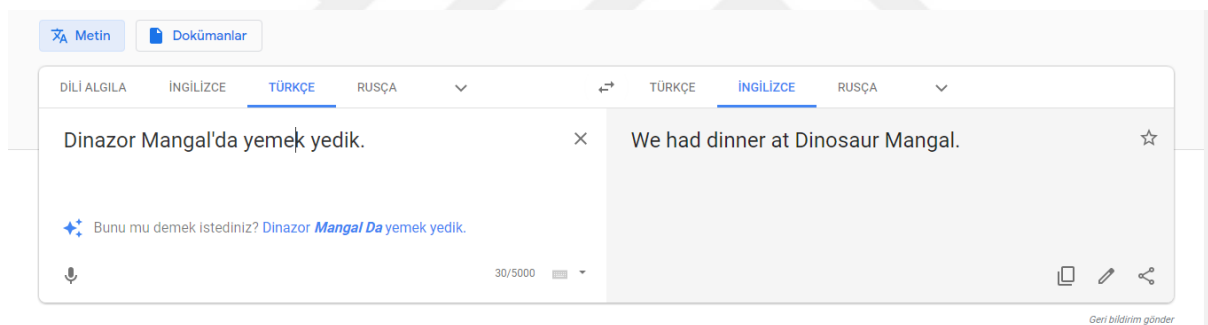 Metin Dokümanlar
DİLİ ALGILA İNGİLİZCE TÜRKÇE RUSÇA TÜRKÇE İNGİLİZCE RUSÇA
Dinazor Mangal'da yemek yedik.
We had dinner at Dinosaur Mangal.
Bunu mu demek istediniz? Dinazor Mangal Da yemek yedik.
30/5000
Geri bildirim gönder